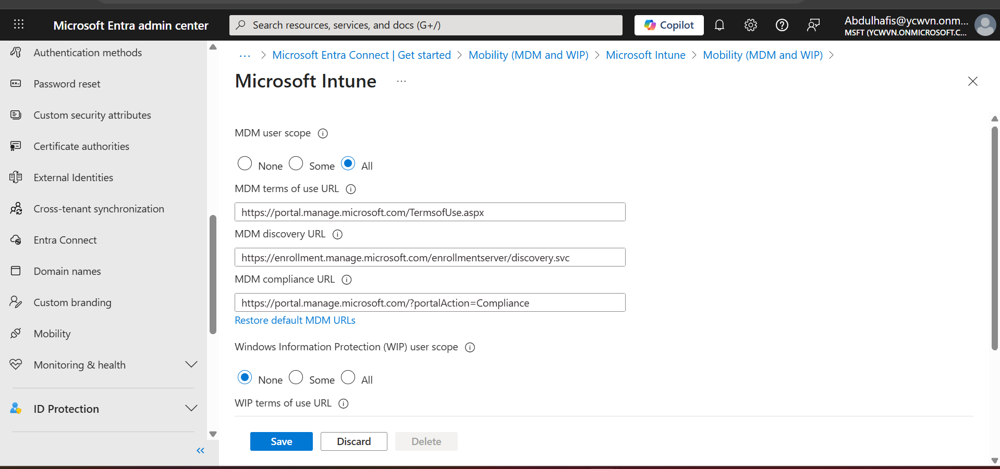 Microsoft Entra admin center
Search resources, services, and docs (G+/)
Copilot
Abdulhafis@ycwvn.onm...
MSFT (YCWVN.ONMICROSOFT.C...
Authentication methods
Password reset
Custom security attributes
Certificate authorities
External Identities
Cross-tenant synchronization
Entra Connect
Domain names
Custom branding
Mobility
Monitoring & health
ID Protection
... > Microsoft Entra Connect | Get started > Mobility (MDM and WIP) > Microsoft Intune > Mobility (MDM and WIP) >
Microsoft Intune ...
MDM user scope
None Some All
MDM terms of use URL
https://portal.manage.microsoft.com/TermsofUse.aspx
MDM discovery URL
https://enrollment.manage.microsoft.com/enrollmentserver/discovery.svc
MDM compliance URL
https://portal.manage.microsoft.com/?portalAction=Compliance
Restore default MDM URLs
Windows Information Protection (WIP) user scope
None Some All
WIP terms of use URL
Save Discard Delete